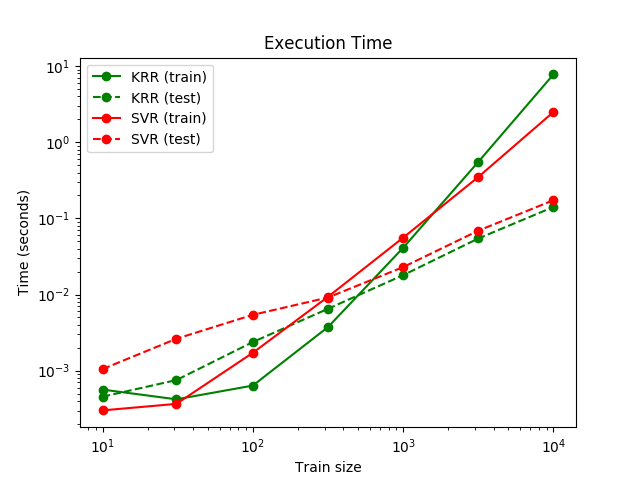 Execution Time
KRR (train)
KRR (test)
SVR (train)
SVR (test)
Time (seconds)
10¹
10⁰
10⁻¹
10⁻²
10⁻³
10¹ 10² 10³ 10⁴
Train size